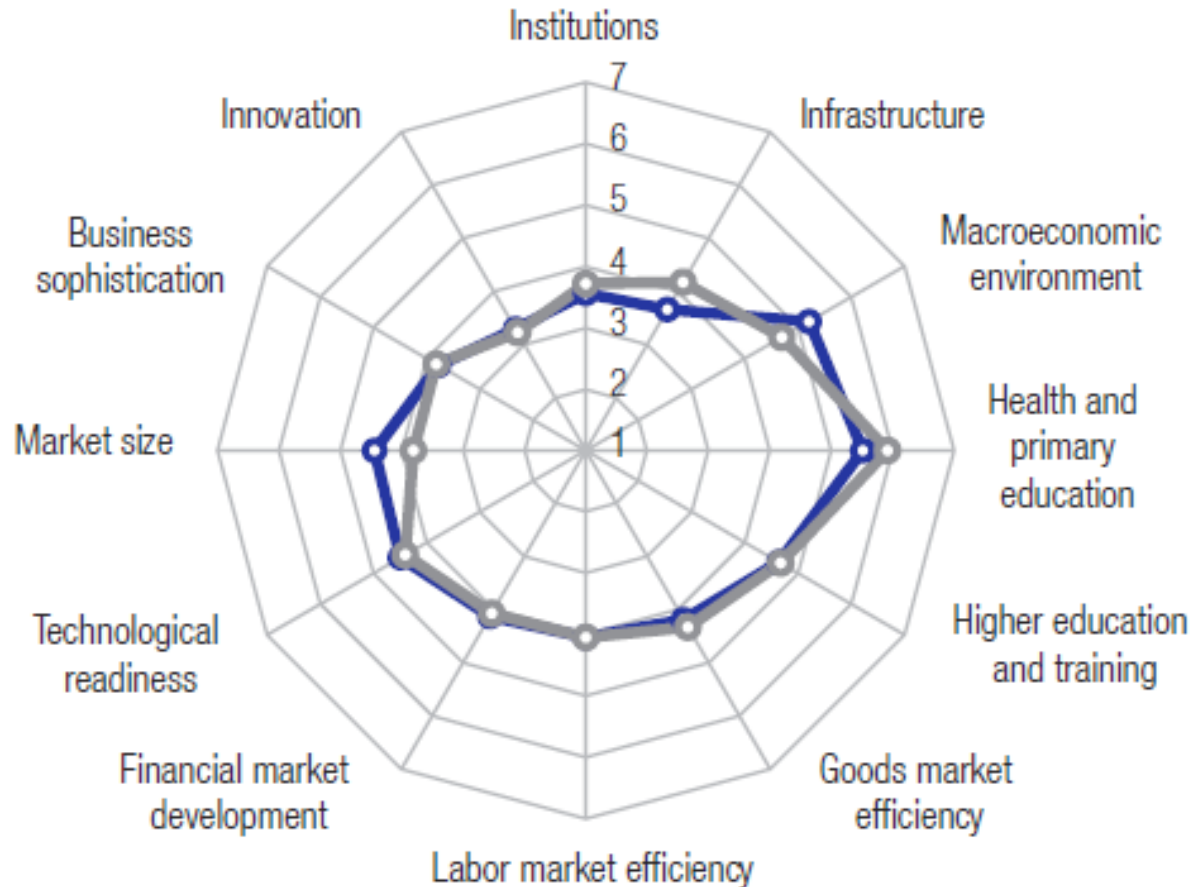 Institutions
7
6
5
4
3
2
1
Infrastructure
Macroeconomic
environment
Health and
primary
education
Higher education
and training
Goods market
efficiency
Labor market efficiency
Financial market
development
Technological
readiness
Market size
Business
sophistication
Innovation